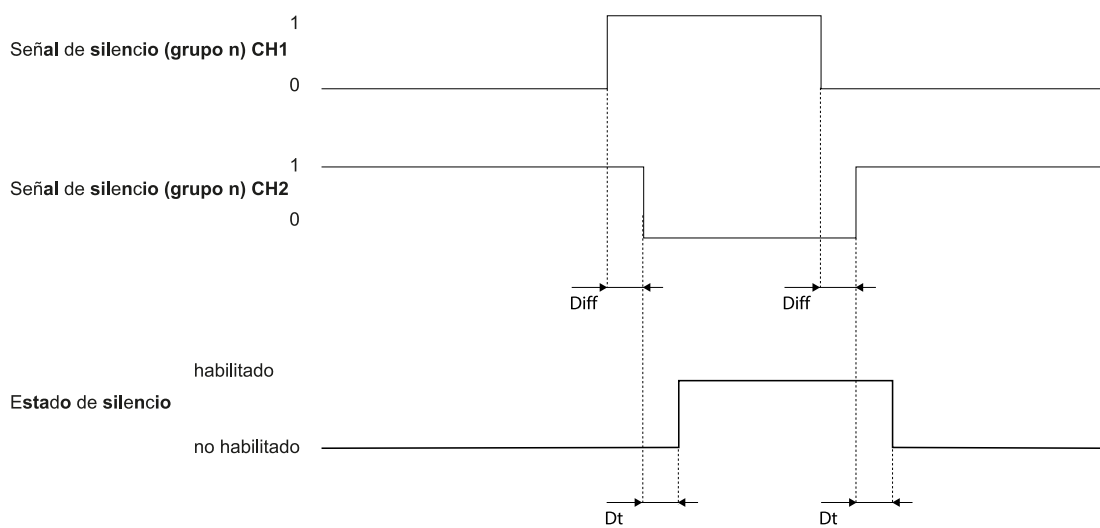 1
Señal de silencio (grupo n) CH1
0
1
Señal de silencio (grupo n) CH2
0
Diff
Diff
habilitado
Estado de silencio
no habilitado
Dt
Dt